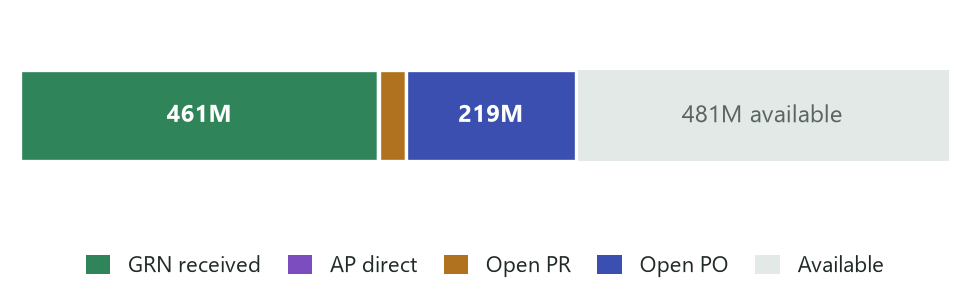 461M 219M 481M available
GRN received AP direct Open PR Open PO Available